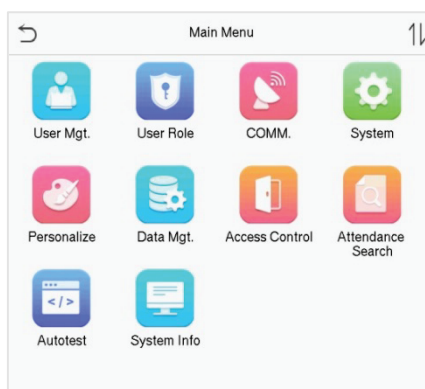 Main Menu
User Mgt.
User Role
COMM.
System
Personalize
Data Mgt.
Access Control
Attendance
Search
</>
Autotest
System Info